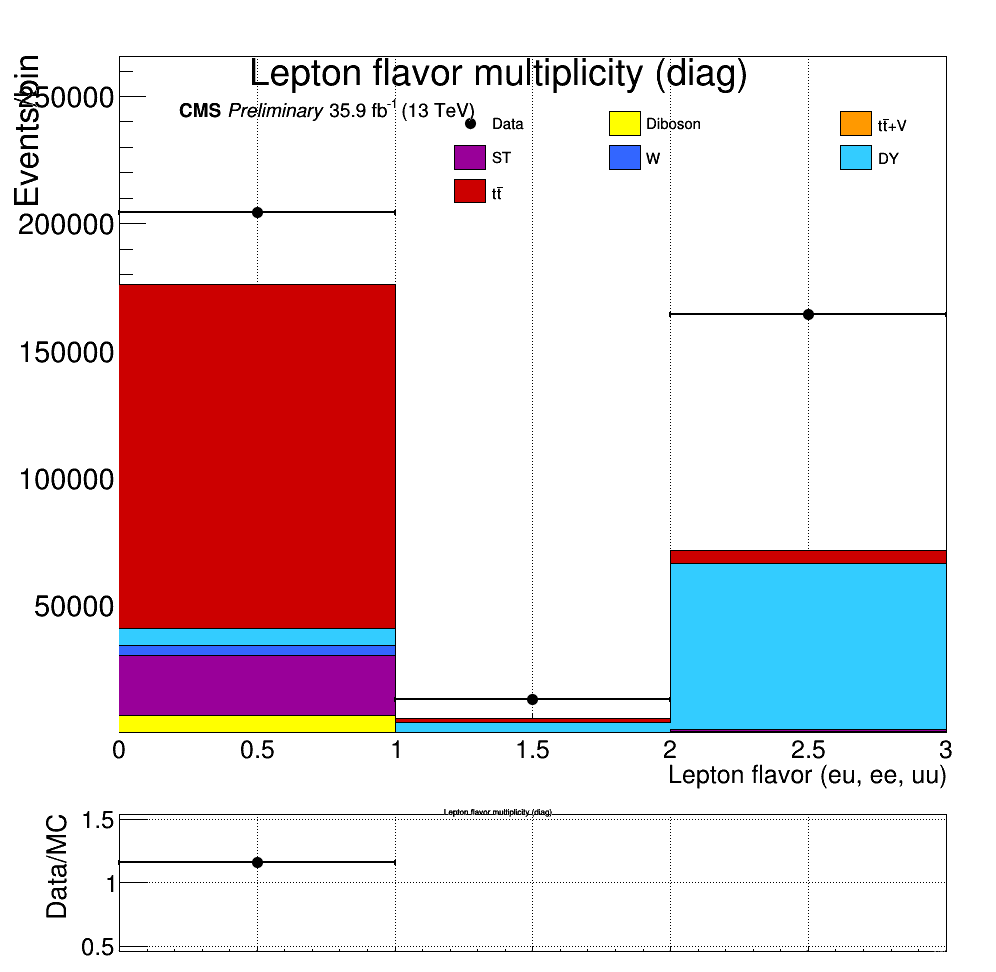 Lepton flavor multiplicity (diag)
CMS Preliminary 35.9 fb-1 (13 TeV)
Events/bin
250000
200000
150000
100000
50000
Data
Diboson
tt̅+V
ST
W
DY
tt̅
0 0.5 1 1.5 2 2.5 3
Lepton flavor (eu, ee, uu)
Lepton flavor multiplicity (diag)
Data/MC
1.5
1
0.5